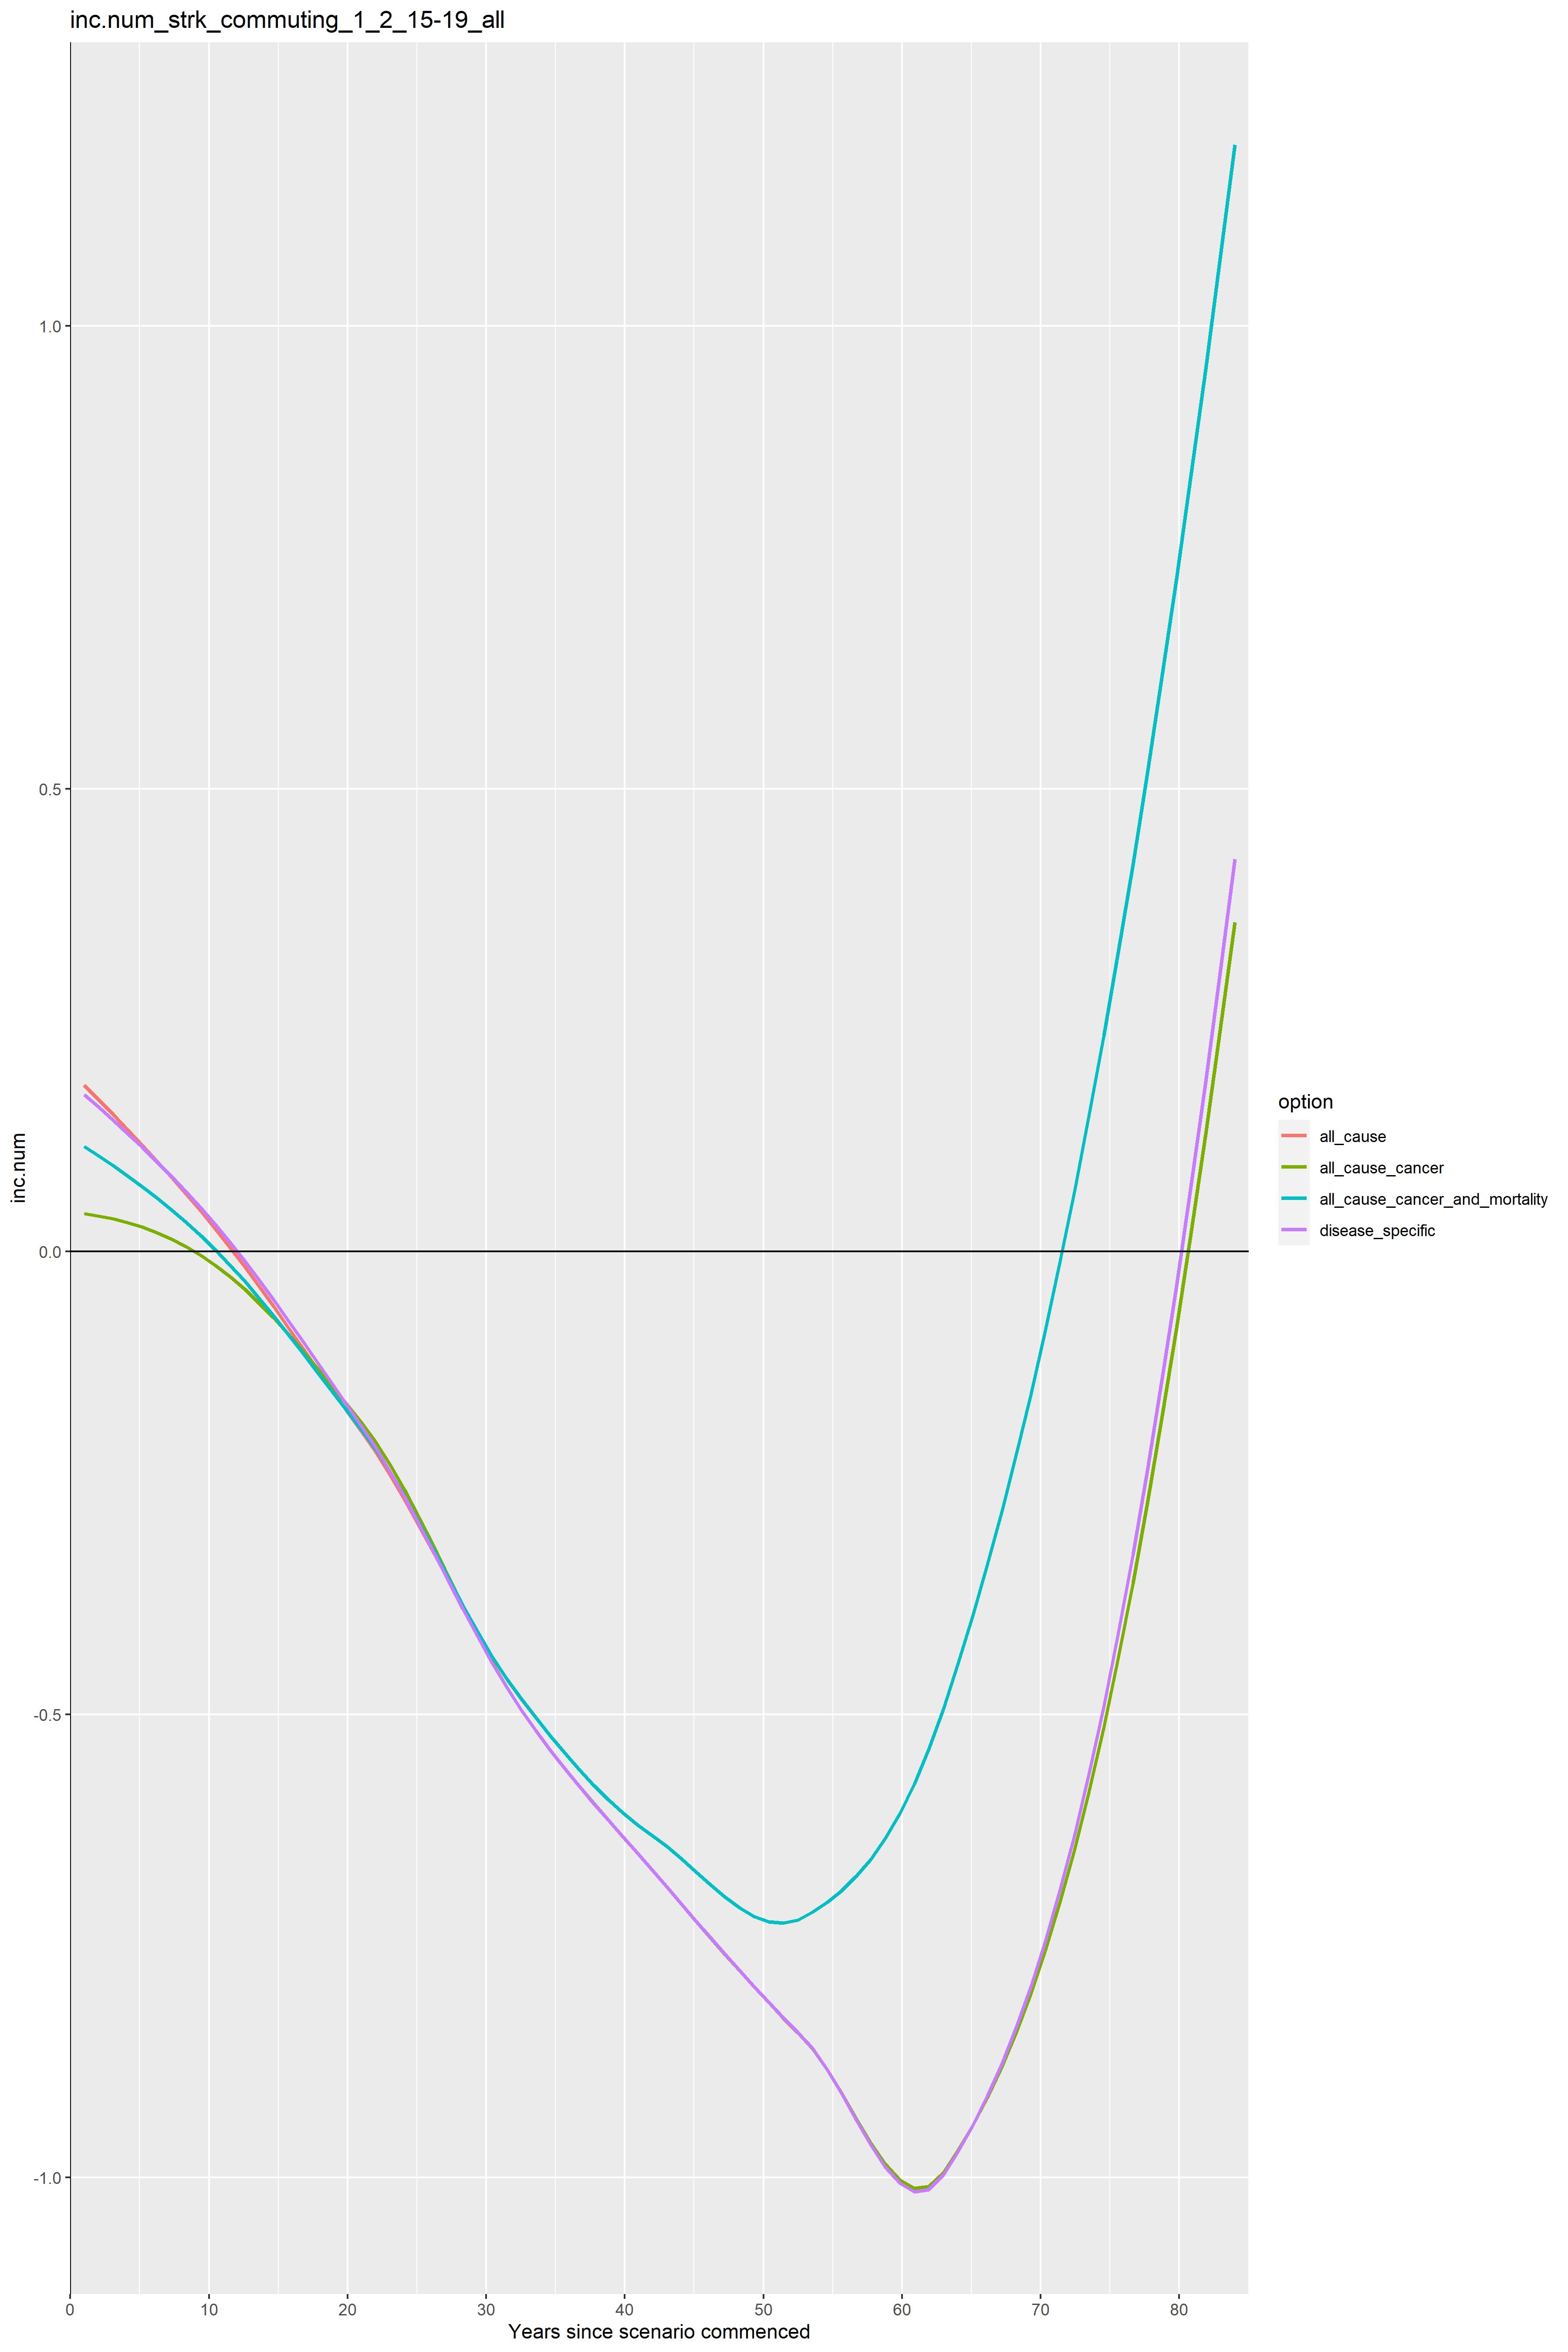 inc.num_strk_commuting_1_2_15-19_all
1.0
0.5
0.0
-0.5
-1.0
inc.num
0 10 20 30 40 50 60 70 80
Years since scenario commenced
option
all_cause
all_cause_cancer
all_cause_cancer_and_mortality
disease_specific